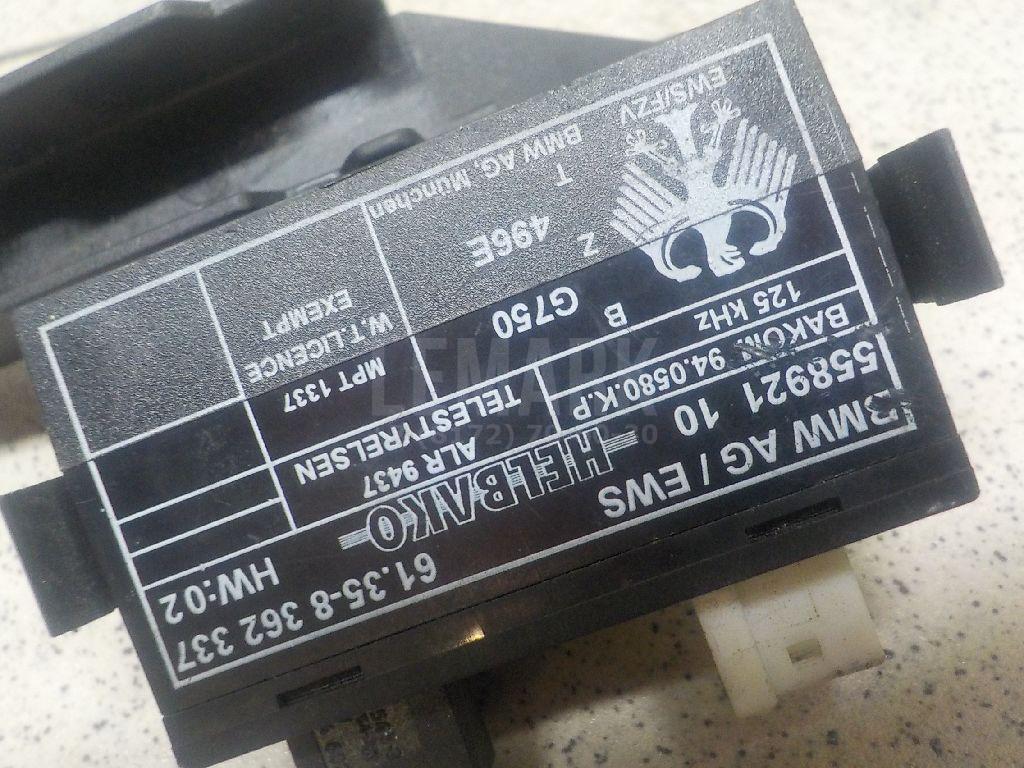 BMW AG / EWS 61.35-8 362 337
558921 10 HELBAKO HW:02
BAKOM 94.0580.K.P ALR 9437
125 kHz TELESTYRELSEN
B G750 MPT 1337
Z 496E W.T.LICENCE
T EXEMPT
EWS/FZV BMW AG. München
LEMAPK